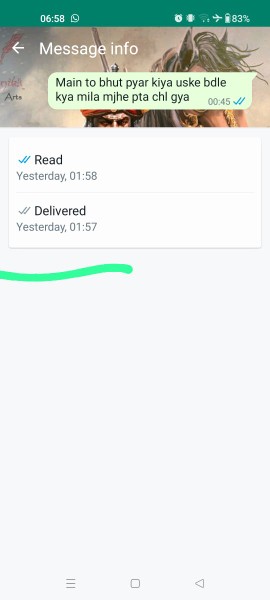 06:58
83%
Message info
Arts
Main to bhut pyar kiya uske bdle
kya mila mjhe pta chl gya
00:45
Read
Yesterday, 01:58
Delivered
Yesterday, 01:57